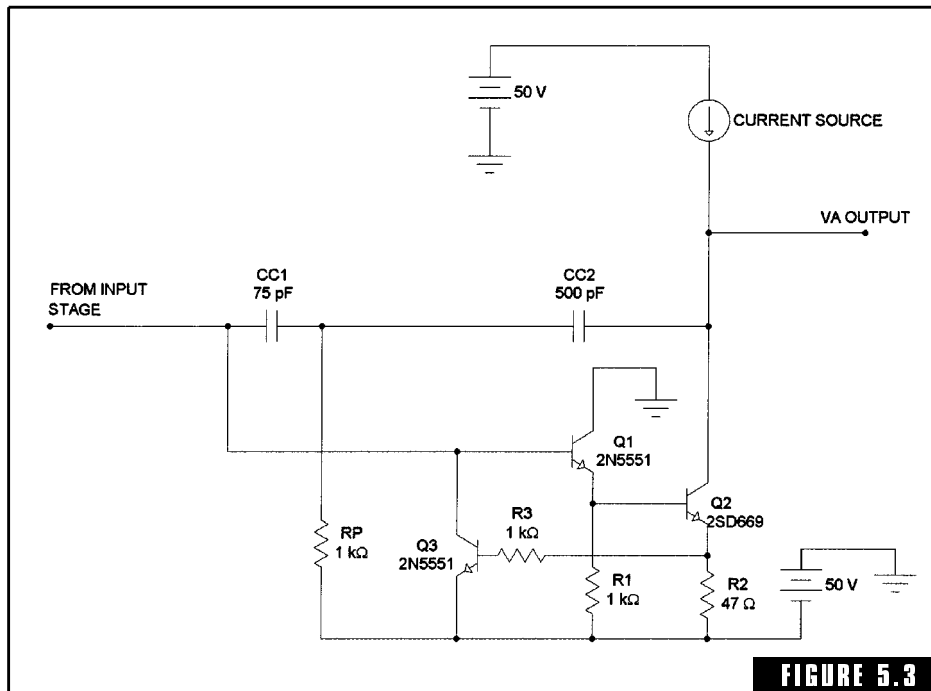 50 V
CURRENT SOURCE
VA OUTPUT
FROM INPUT
STAGE
CC1
75 pF
CC2
500 pF
Q1
2N5551
Q2
2SD669
R3
1 kΩ
RP
1 kΩ
Q3
2N5551
R1
1 kΩ
R2
47 Ω
50 V
FIGURE 5.3